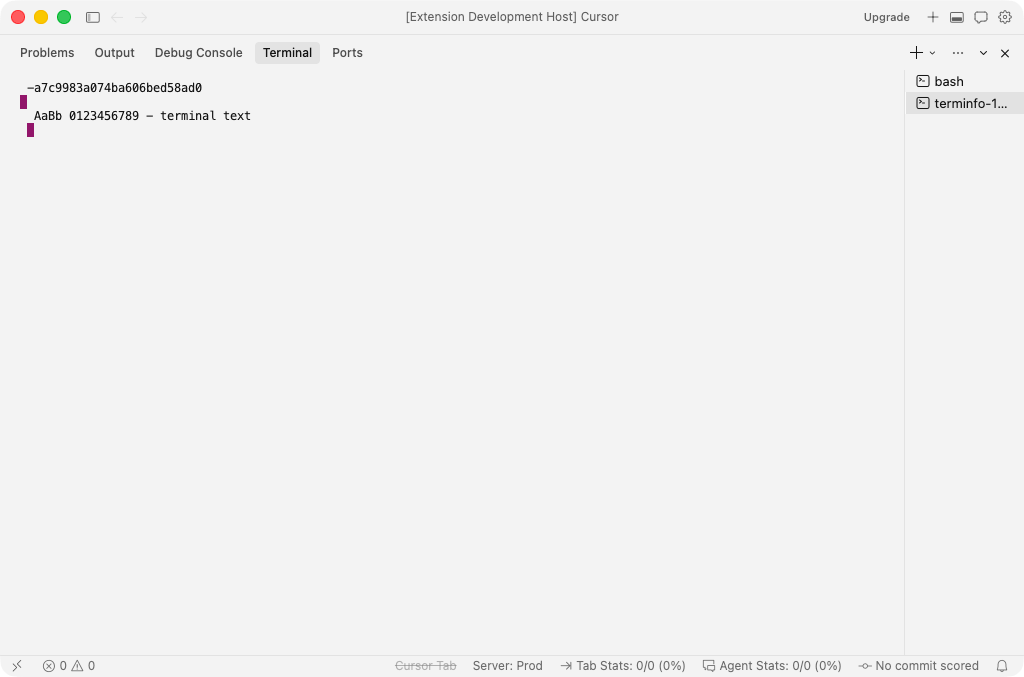 [Extension Development Host] Cursor
Upgrade
Problems Output Debug Console Terminal Ports
-a7c9983a074ba606bed58ad0
bash
terminfo-1...
AaBb 0123456789 - terminal text
0 0 Cursor Tab Server: Prod Tab Stats: 0/0 (0%) Agent Stats: 0/0 (0%) No commit scored